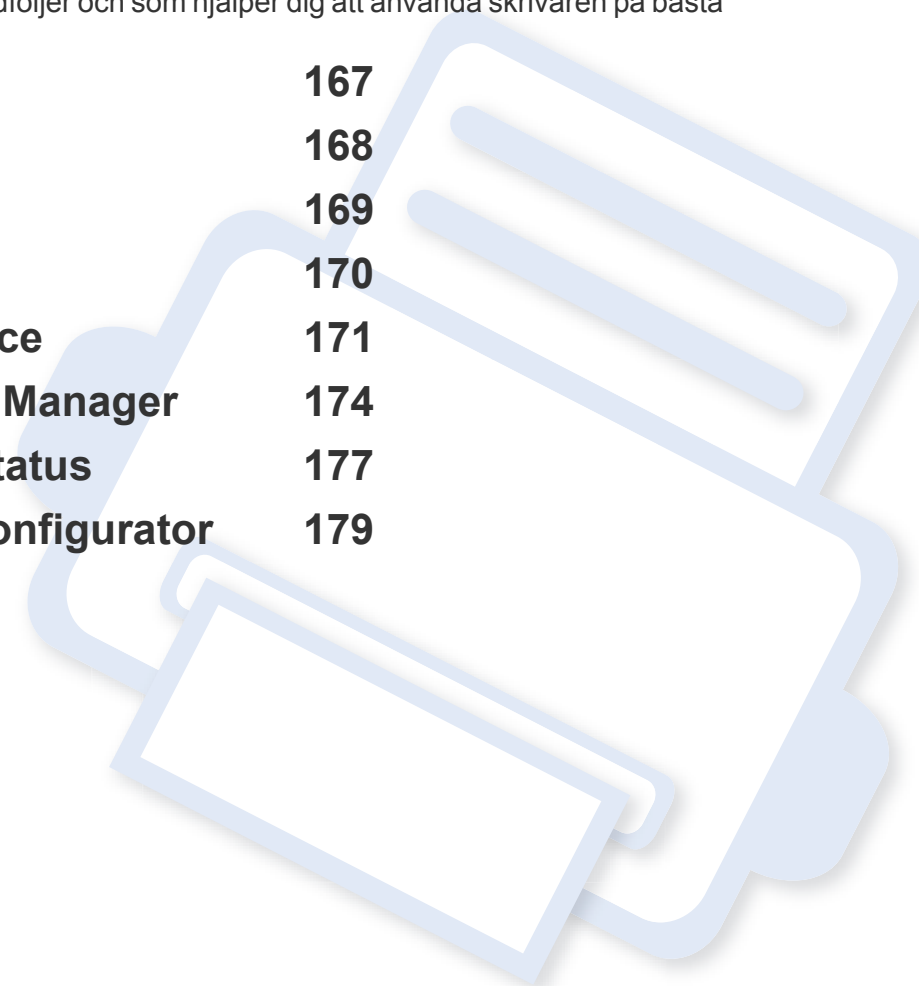 dföljer och som hjälper dig att använda skrivaren på bästa
167
168
169
170
ce 171
Manager 174
tatus 177
onfigurator 179